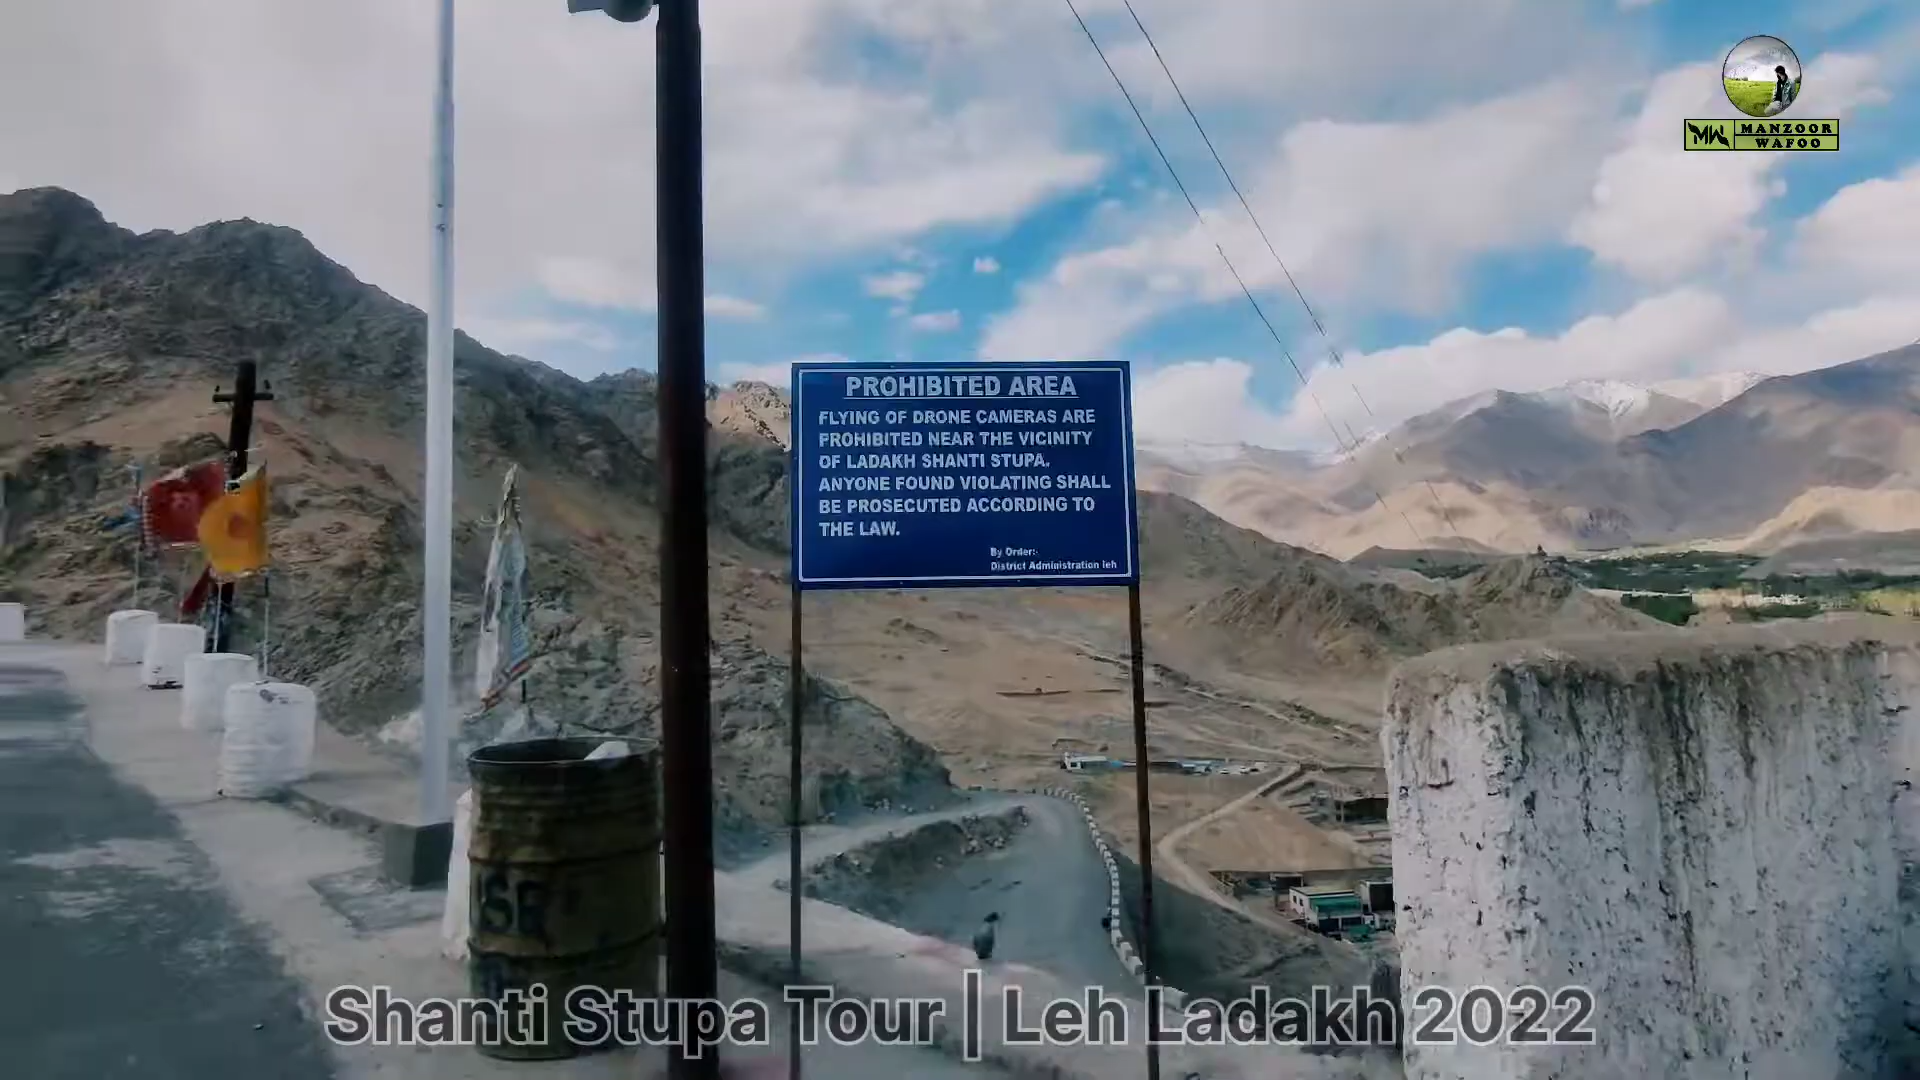 MW MANZOOR
WAFOO
PROHIBITED AREA
FLYING OF DRONE CAMERAS ARE
PROHIBITED NEAR THE VICINITY
OF LADAKH SHANTI STUPA.
ANYONE FOUND VIOLATING SHALL
BE PROSECUTED ACCORDING TO
THE LAW.
By Order:-
District Administration leh
Shanti Stupa Tour | Leh Ladakh 2022